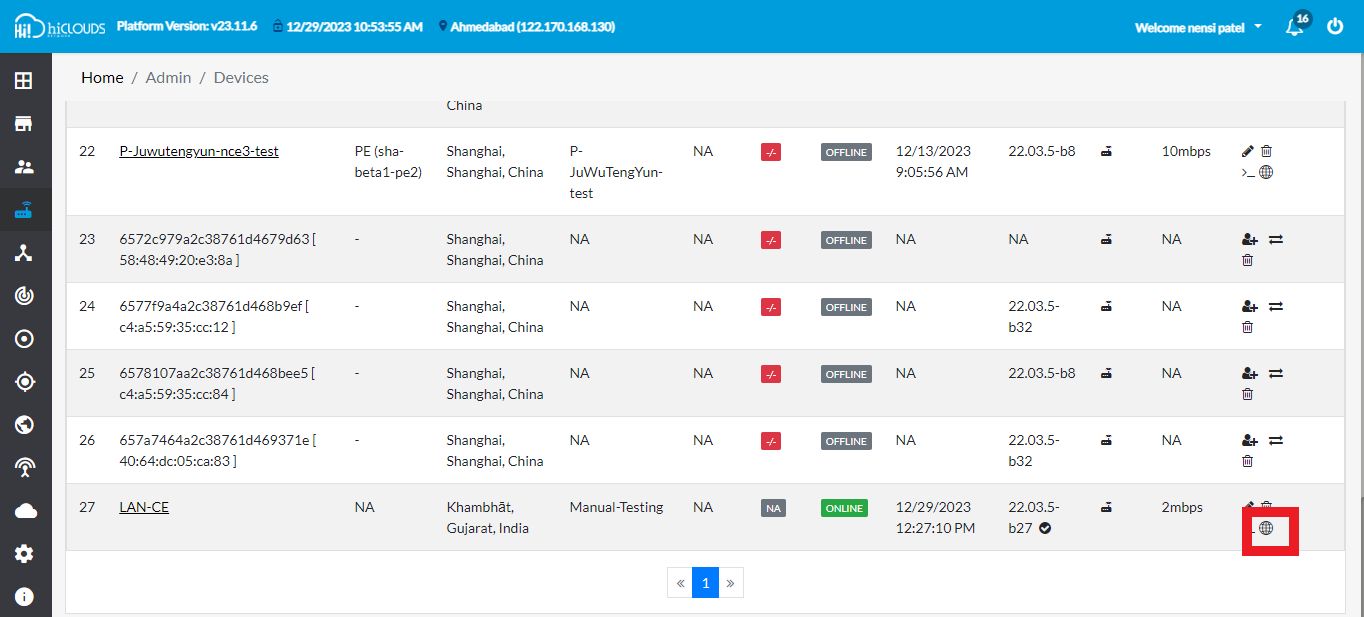 hiCLOUDS Platform Version: v23.11.6 12/29/2023 10:53:55 AM Ahmedabad (122.170.168.130) Welcome nensi patel 16
Home / Admin / Devices
China
22 P-Juwutengyun-nce3-test PE (sha- Shanghai, P- NA -/- OFFLINE 12/13/2023 22.03.5-b8 10mbps
beta1-pe2) Shanghai, China JuWuTengYun- 9:05:56 AM
test
23 6572c979a2c38761d4679d63 [ - Shanghai, NA NA -/- OFFLINE NA NA NA
58:48:49:20:e3:8a ] Shanghai, China
24 6577f9a4a2c38761d468b9ef [ - Shanghai, NA NA -/- OFFLINE NA 22.03.5- NA
c4:a5:59:35:cc:12 ] Shanghai, China b32
25 6578107aa2c38761d468bee5 [ - Shanghai, NA NA -/- OFFLINE NA 22.03.5-b8 NA
c4:a5:59:35:cc:84 ] Shanghai, China
26 657a7464a2c38761d469371e [ - Shanghai, NA NA -/- OFFLINE NA 22.03.5- NA
40:64:dc:05:ca:83 ] Shanghai, China b32
27 LAN-CE NA Khambhāt, Manual-Testing NA NA ONLINE 12/29/2023 22.03.5- 2mbps
Gujarat, India 12:27:10 PM b27
« 1 »